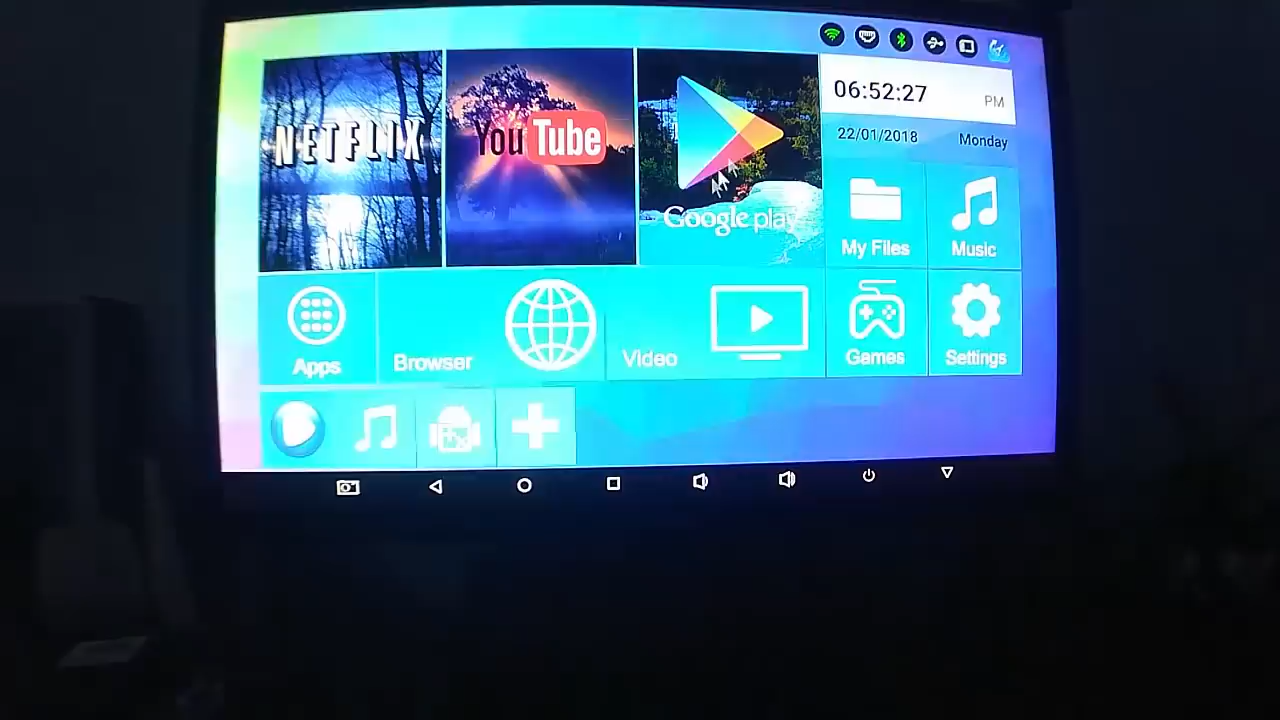 NETFLIX
YouTube
Google play
06:52:27 PM
22/01/2018 Monday
My Files
Music
Apps
Browser
Video
Games
Settings